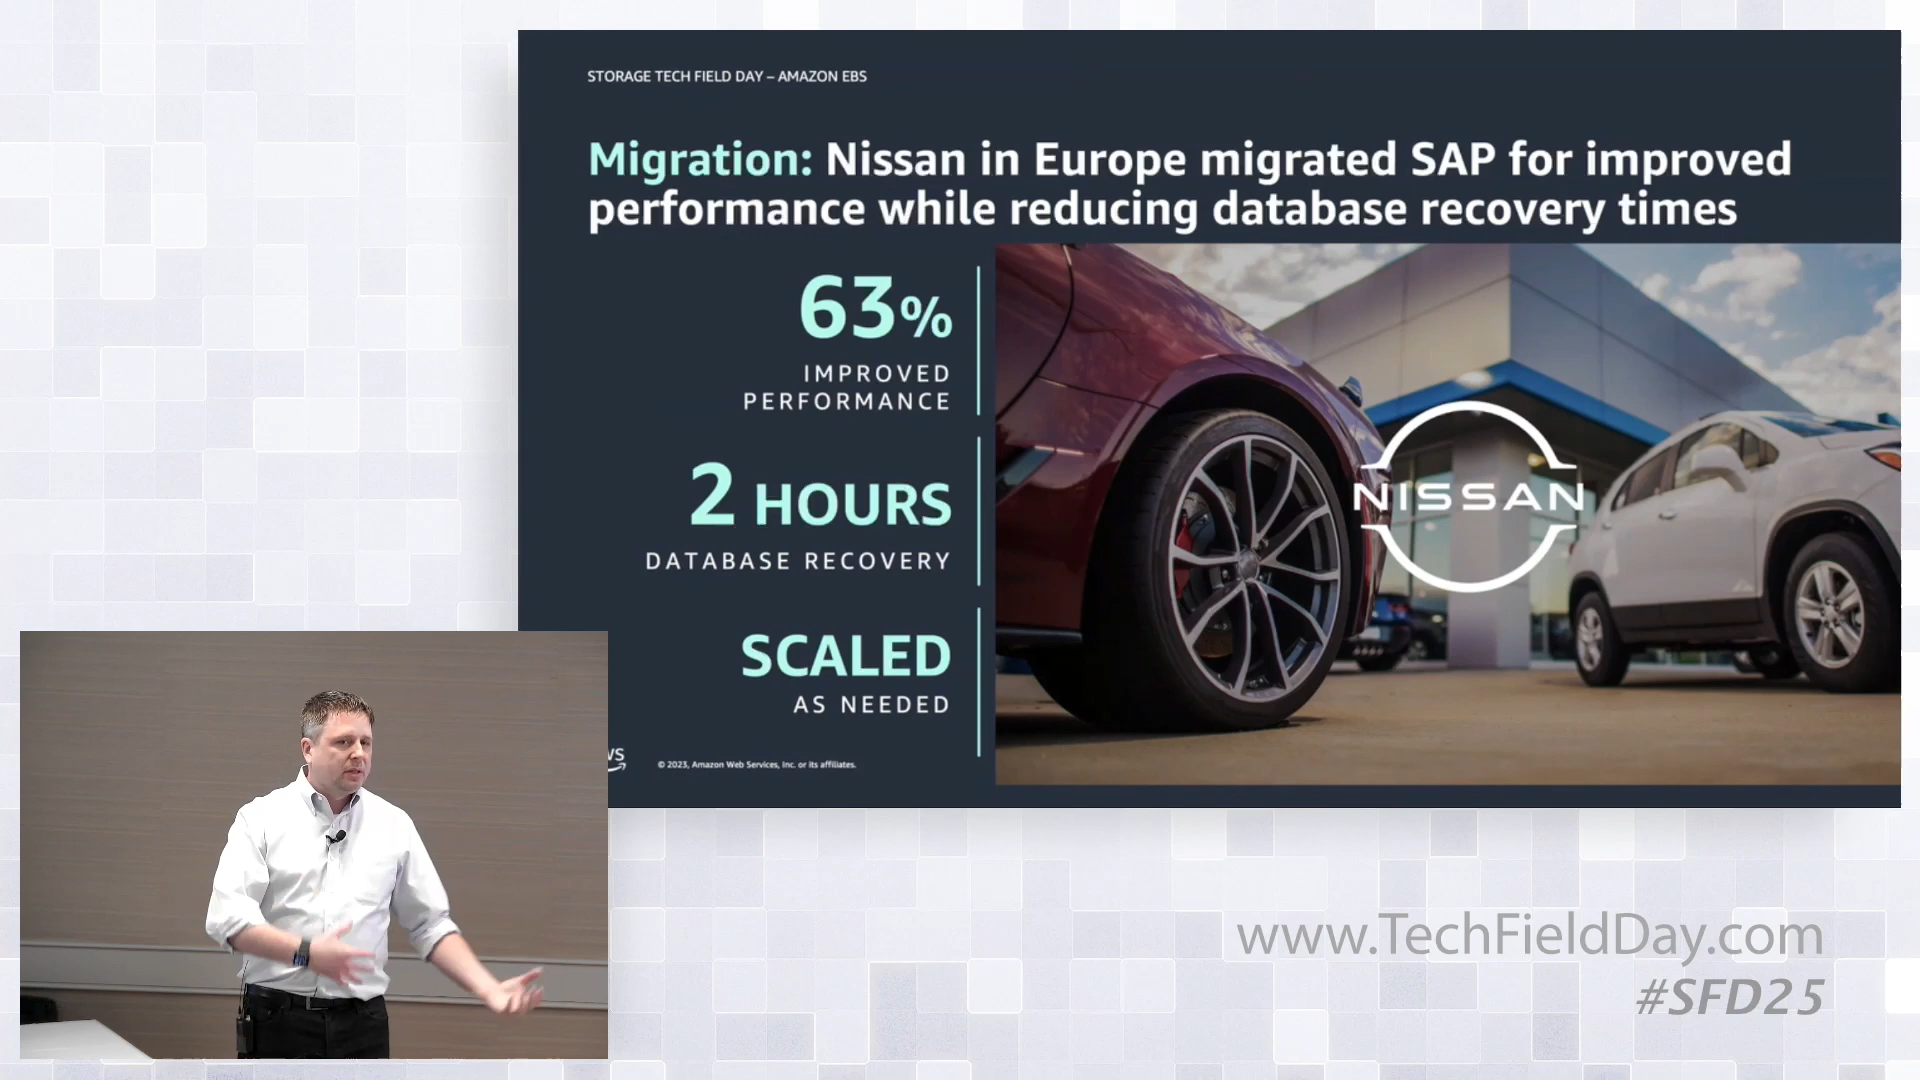 STORAGE TECH FIELD DAY – AMAZON EBS
Migration: Nissan in Europe migrated SAP for improved
performance while reducing database recovery times
63%
IMPROVED
PERFORMANCE
2 HOURS
DATABASE RECOVERY
SCALED
AS NEEDED
NISSAN
© 2023, Amazon Web Services, Inc. or its affiliates.
www.TechFieldDay.com
#SFD25